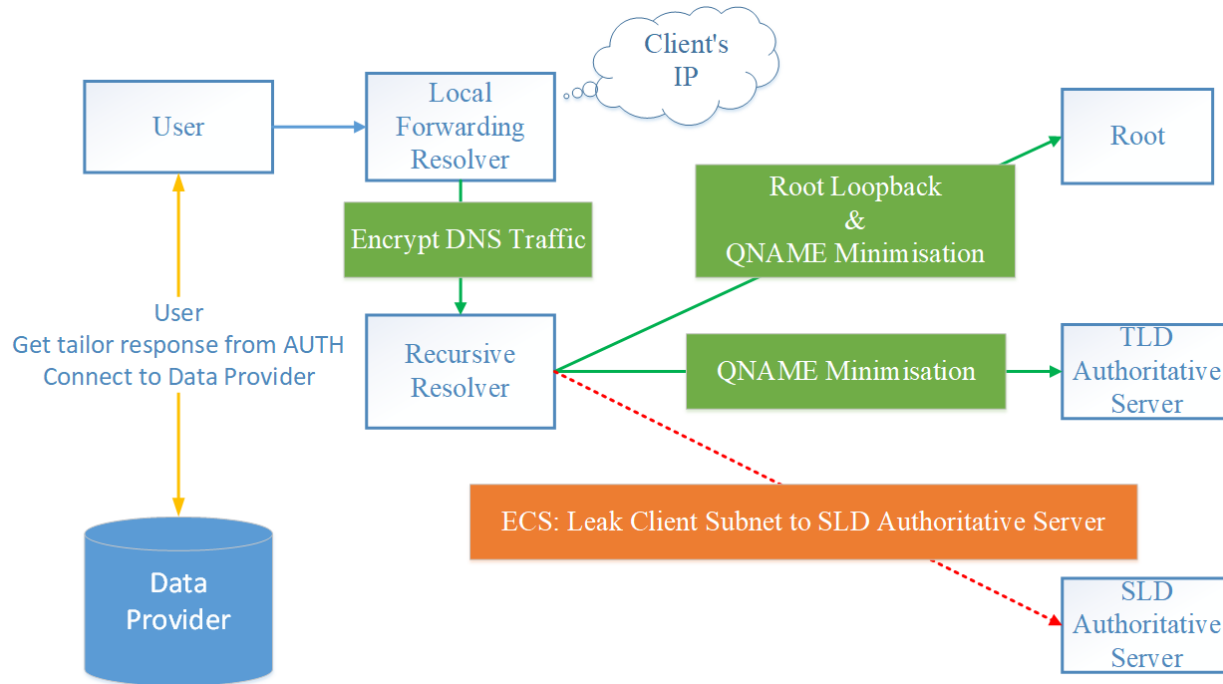 Client's
IP
User
Local
Forwarding
Resolver
Root
Root Loopback
&
QNAME Minimisation
Encrypt DNS Traffic
User
Get tailor response from AUTH
Connect to Data Provider
Recursive
Resolver
QNAME Minimisation
TLD
Authoritative
Server
ECS: Leak Client Subnet to SLD Authoritative Server
Data
Provider
SLD
Authoritative
Server